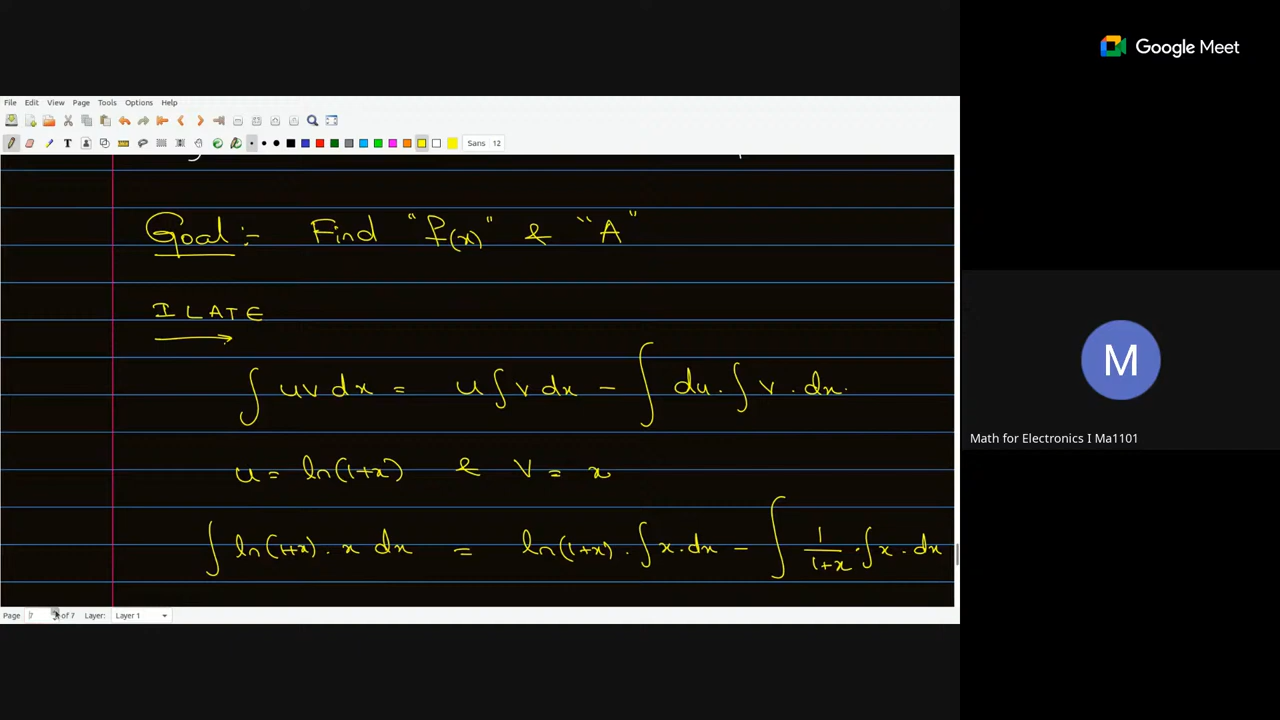 Google Meet
File Edit View Page Tools Options Help
Sans 12
Goal :- Find "f(x)" & "A"
I L A T E
∫ uv dx = u ∫ v dx - ∫ du . ∫ v . dx .
u = ln(1+x) & v = x
∫ ln(1+x) . x dx = ln(1+x) . ∫ x . dx - ∫ 1/(1+x) . ∫ x . dx
M
Math for Electronics I Ma1101
Page 7 of 7 Layer: Layer 1